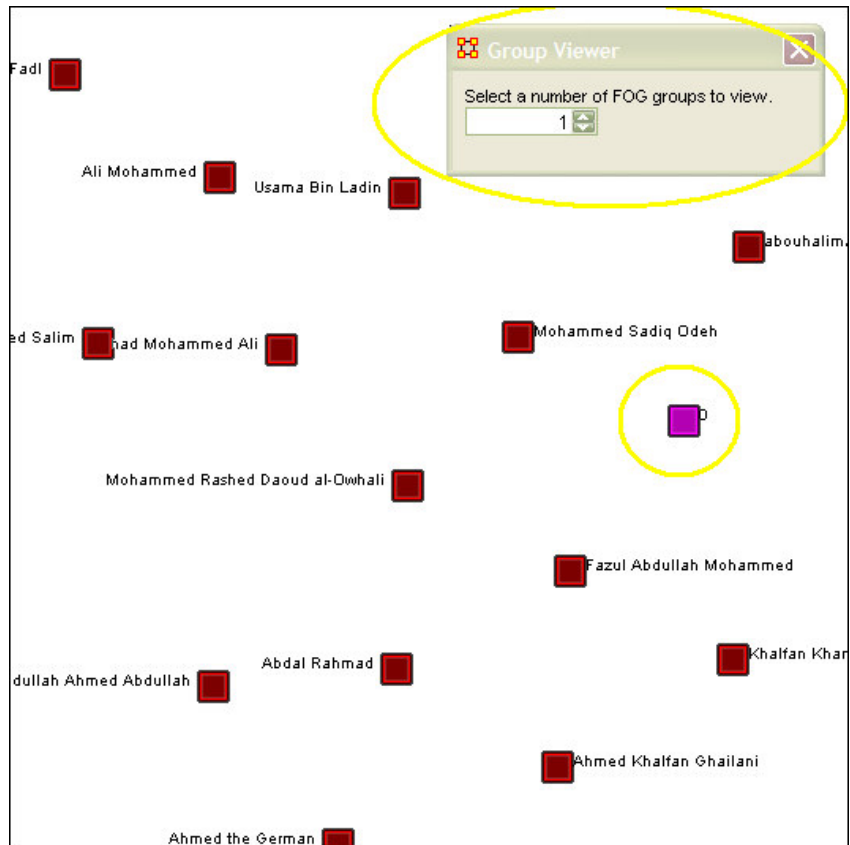 Group Viewer
Select a number of FOG groups to view.
1
Fadl
Ali Mohammed
Usama Bin Ladin
abouhalim
ed Salim
had Mohammed Ali
Mohammed Sadiq Odeh
Mohammed Rashed Daoud al-Owhali
Fazul Abdullah Mohammed
Abdal Rahmad
Khalfan Khar
dullah Ahmed Abdullah
Ahmed Khalfan Ghailani
Ahmed the German